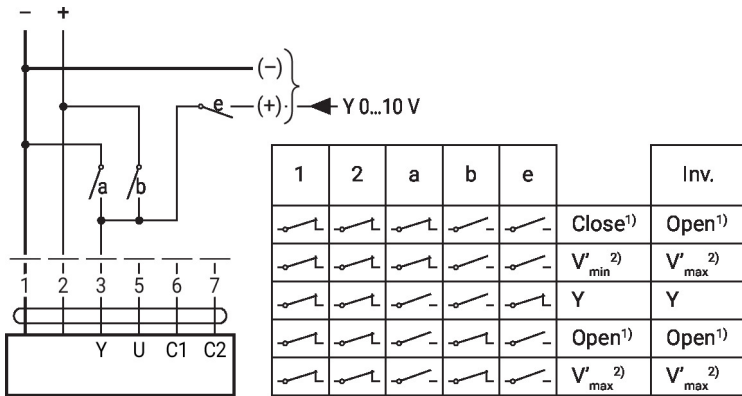 − +
(−)
e (+) Y 0...10 V
a b
1 2 3 5 6 7
Y U C1 C2
1 2 a b e Inv.
Close¹⁾ Open¹⁾
V'min²⁾ V'max²⁾
Y Y
Open¹⁾ Open¹⁾
V'max²⁾ V'max²⁾